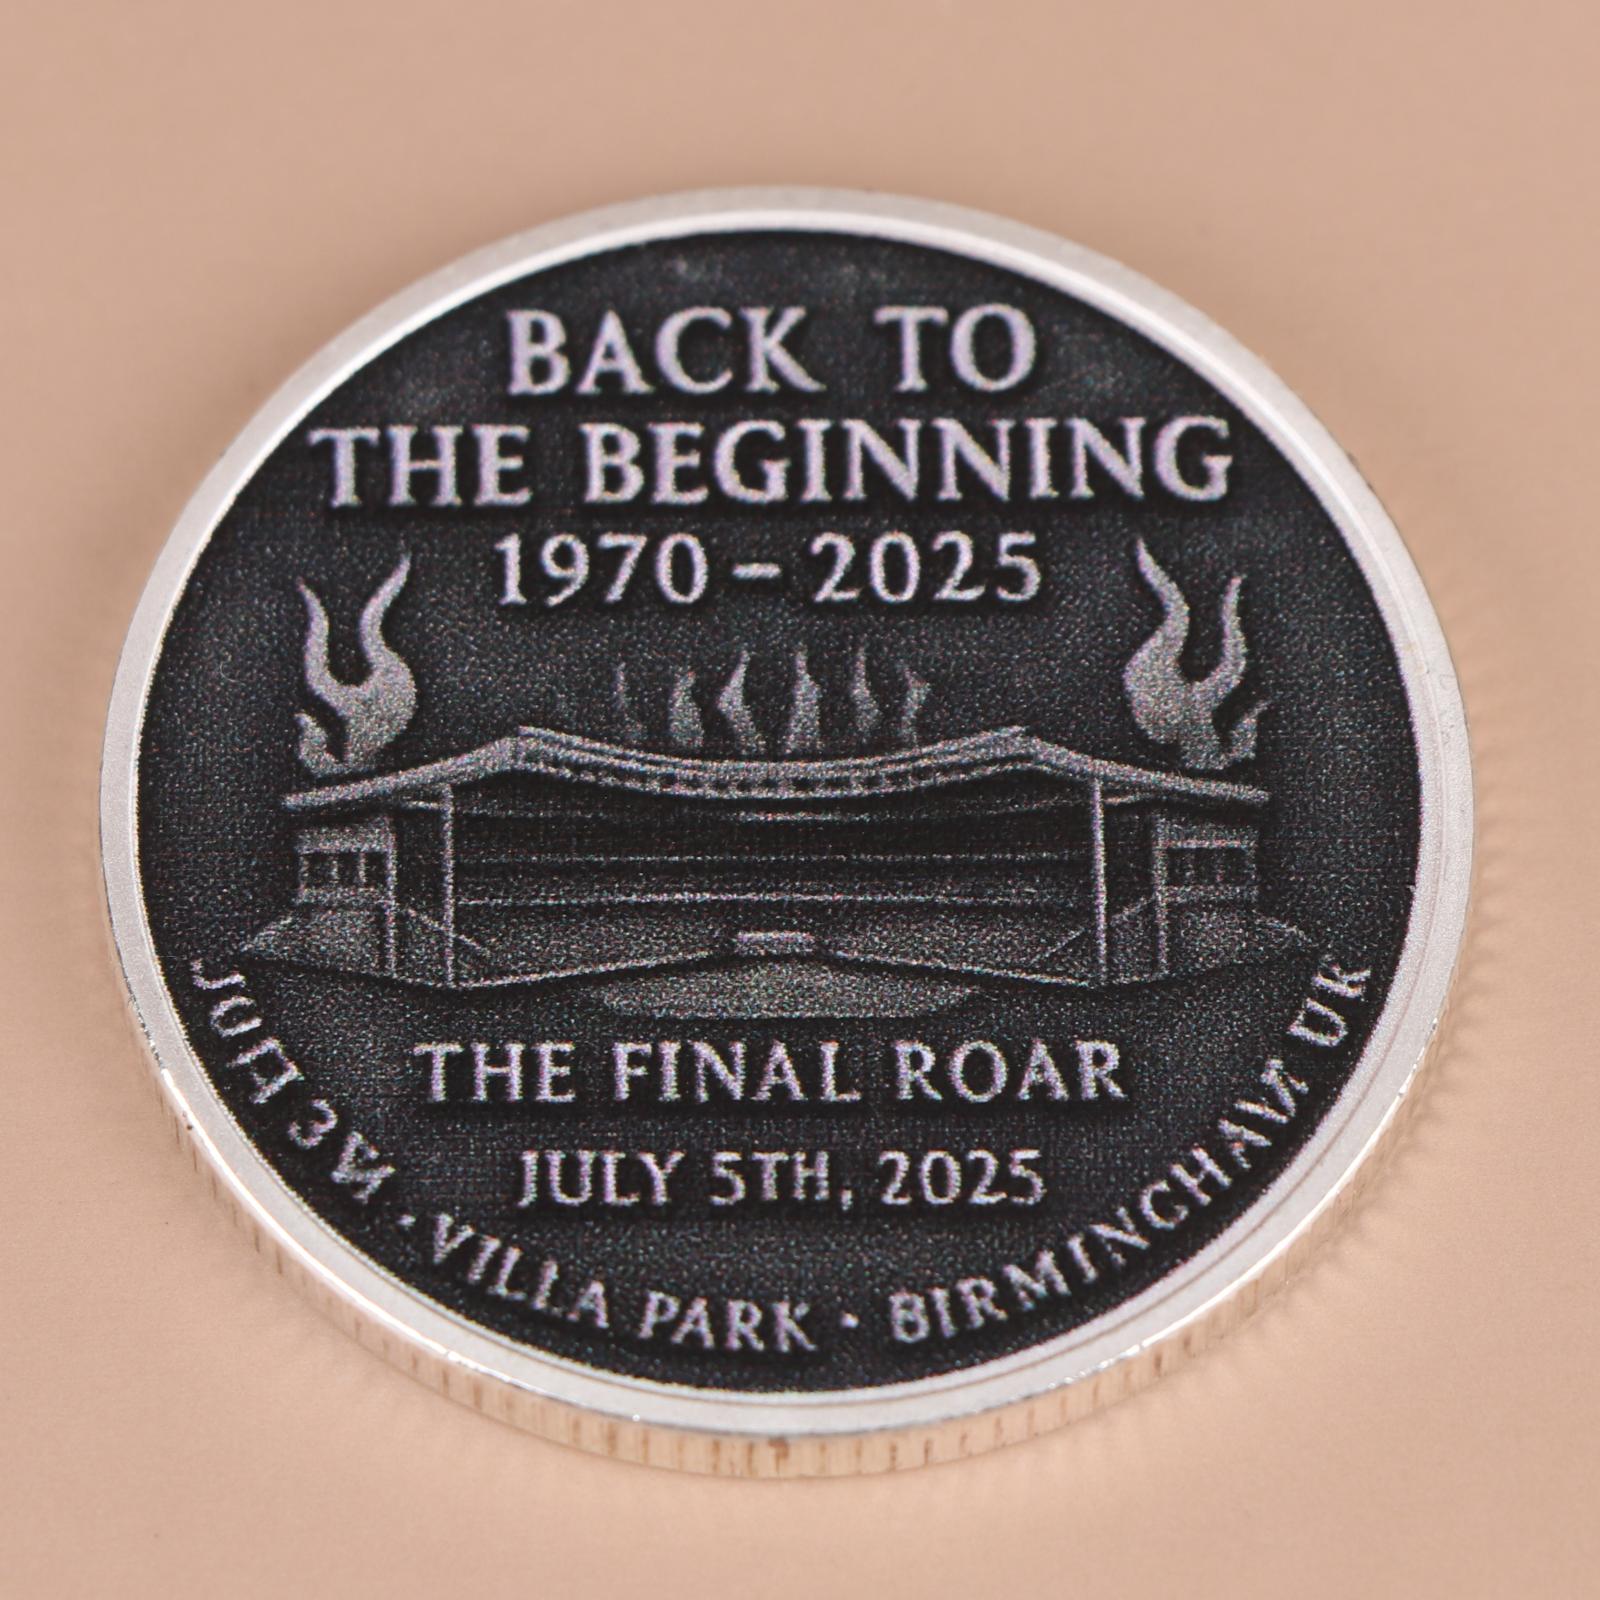 BACK TO
THE BEGINNING
1970 – 2025
THE FINAL ROAR
JULY 5TH, 2025
· VILLA PARK · BIRMINGHAM UK